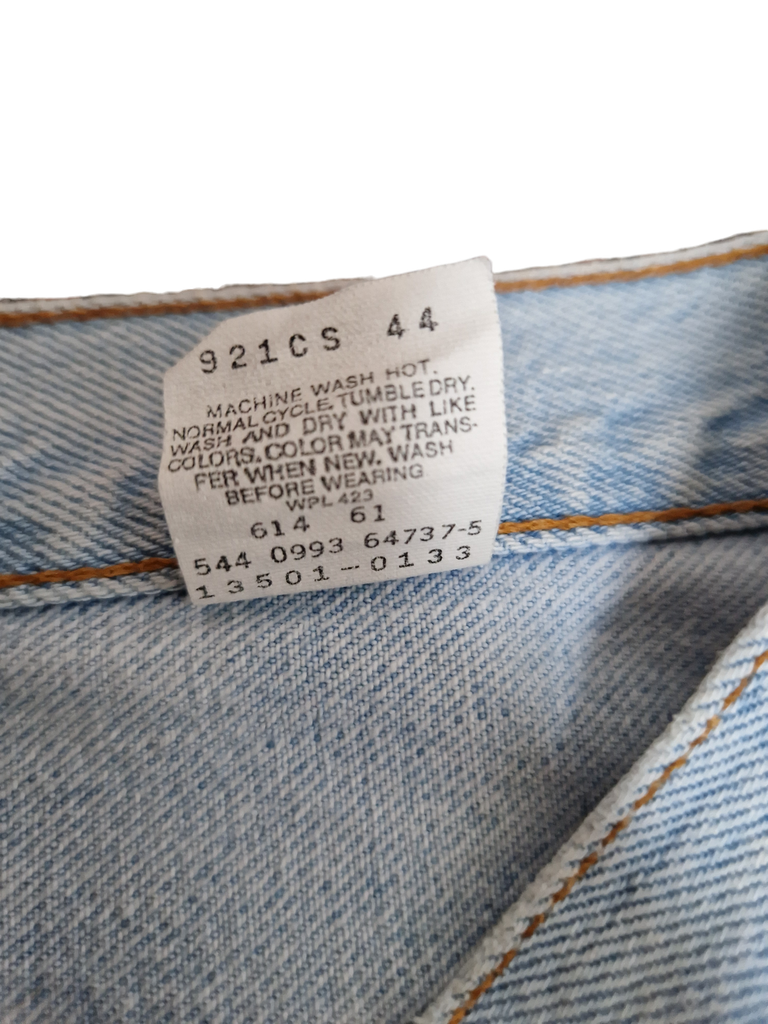 921CS 44
MACHINE WASH HOT.
NORMAL CYCLE. TUMBLE DRY.
WASH AND DRY WITH LIKE
COLORS. COLOR MAY TRANS-
FER WHEN NEW. WASH
BEFORE WEARING
WPL 423
614 61
544 0993 64737-5
13501-0133